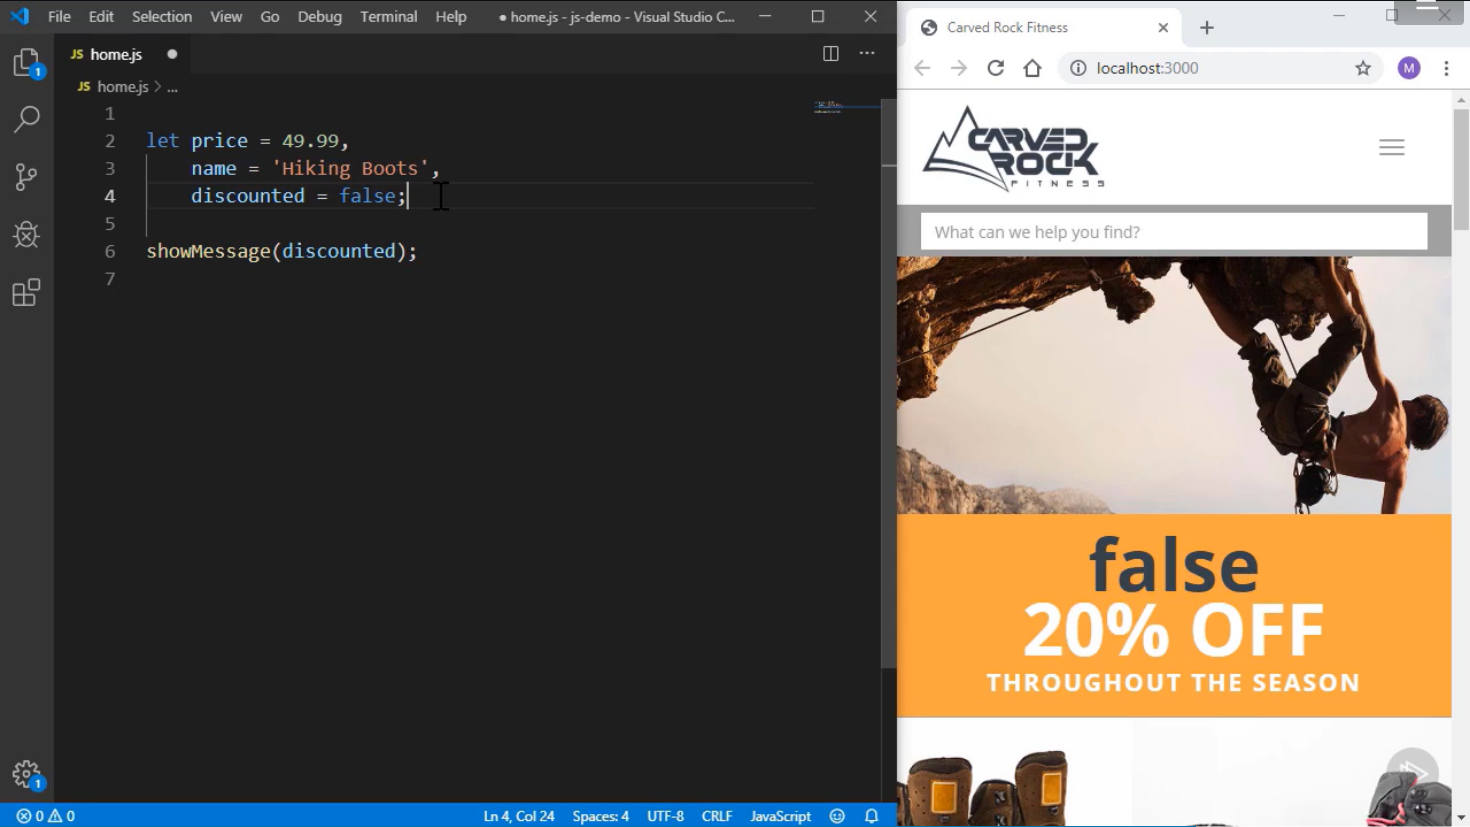 File Edit Selection View Go Debug Terminal Help ● home.js - js-demo - Visual Studio C...
JS home.js ●
JS home.js > ...
1
2 let price = 49.99,
3 name = 'Hiking Boots',
4 discounted = false;
5
6 showMessage(discounted);
7
1
1
0 0
Ln 4, Col 24 Spaces: 4 UTF-8 CRLF JavaScript
Carved Rock Fitness
localhost:3000
M
CARVED
ROCK
FITNESS
What can we help you find?
false
20% OFF
THROUGHOUT THE SEASON